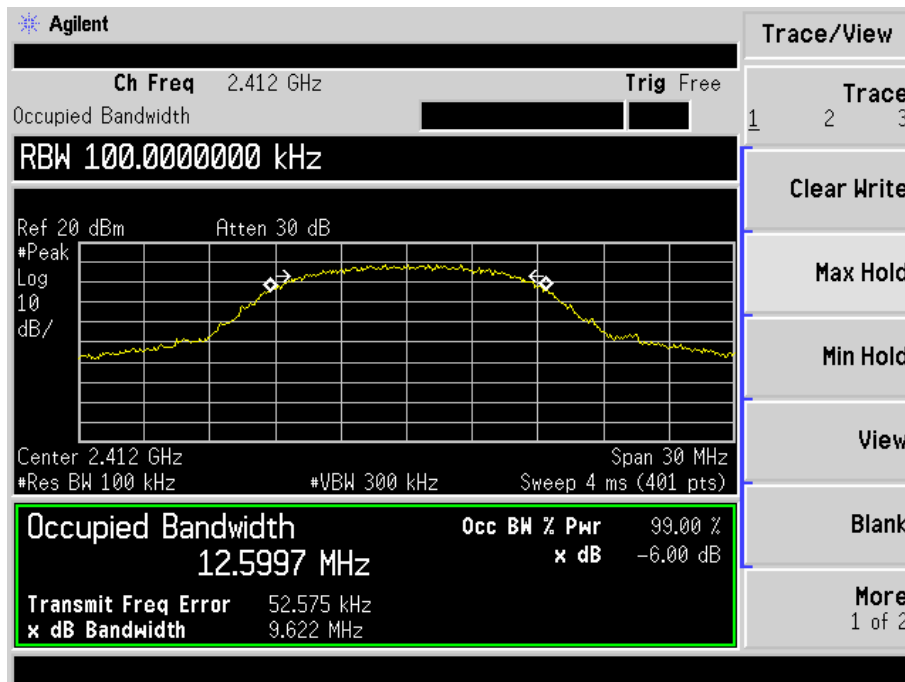 Agilent
Trace/View
Ch Freq 2.412 GHz Trig Free
Occupied Bandwidth
Trace
1 2 3
RBW 100.0000000 kHz
Clear Write
Ref 20 dBm Atten 30 dB
#Peak
Log
10
dB/
Max Hold
Min Hold
View
Center 2.412 GHz Span 30 MHz
#Res BW 100 kHz #VBW 300 kHz Sweep 4 ms (401 pts)
Occupied Bandwidth Occ BW % Pwr 99.00 %
12.5997 MHz x dB -6.00 dB
Blank
Transmit Freq Error 52.575 kHz
x dB Bandwidth 9.622 MHz
More
1 of 2